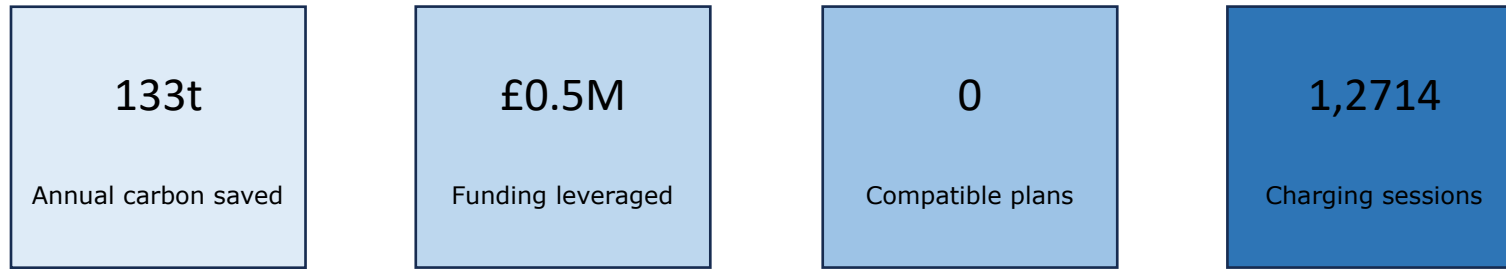 133t
Annual carbon saved
£0.5M
Funding leveraged
0
Compatible plans
1,2714
Charging sessions